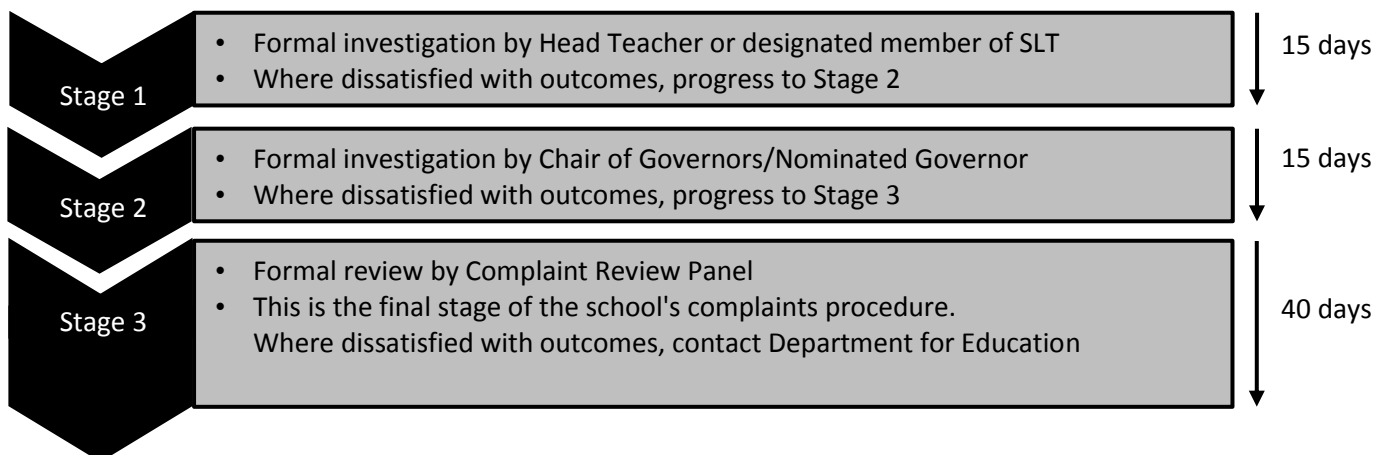 Stage 1
• Formal investigation by Head Teacher or designated member of SLT
• Where dissatisfied with outcomes, progress to Stage 2
15 days
Stage 2
• Formal investigation by Chair of Governors/Nominated Governor
• Where dissatisfied with outcomes, progress to Stage 3
15 days
Stage 3
• Formal review by Complaint Review Panel
• This is the final stage of the school's complaints procedure.
Where dissatisfied with outcomes, contact Department for Education
40 days